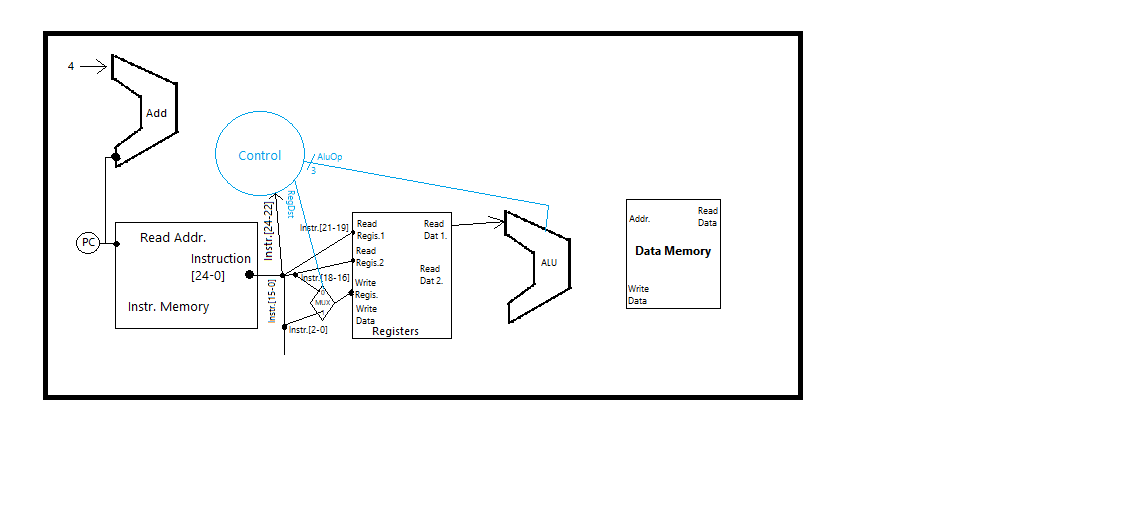 4
Add
Control
AluOp
3
RegDst
Instr.[24-22]
PC
Read Addr.
Instruction
[24-0]
Instr. Memory
Instr.[15-0]
Instr.[21-19]
Instr.[18-16]
Instr.[2-0]
0
MUX
1
Read
Regis.1
Read
Regis.2
Write
Regis.
Write
Data
Read
Dat 1.
Read
Dat 2.
Registers
ALU
Addr.
Read
Data
Data Memory
Write
Data